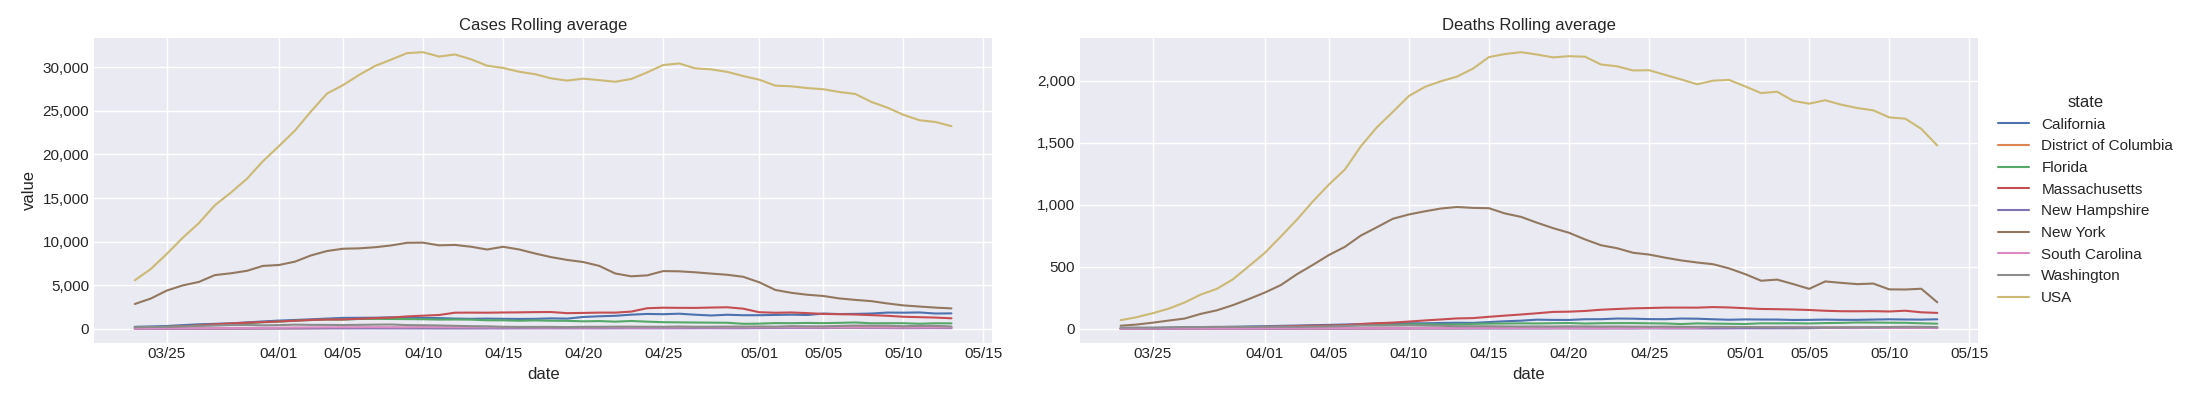 Cases Rolling average
30,000
25,000
20,000
15,000
10,000
5,000
0
value
03/25 04/01 04/05 04/10 04/15 04/20 04/25 05/01 05/05 05/10 05/15
date
Deaths Rolling average
2,000
1,500
1,000
500
0
03/25 04/01 04/05 04/10 04/15 04/20 04/25 05/01 05/05 05/10 05/15
date
state
California
District of Columbia
Florida
Massachusetts
New Hampshire
New York
South Carolina
Washington
USA